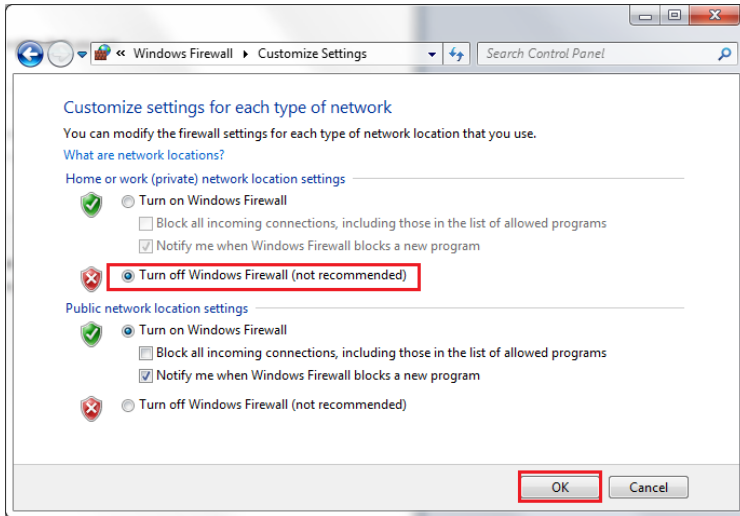 « Windows Firewall ▸ Customize Settings
Search Control Panel
Customize settings for each type of network
You can modify the firewall settings for each type of network location that you use.
What are network locations?
Home or work (private) network location settings
Turn on Windows Firewall
Block all incoming connections, including those in the list of allowed programs
Notify me when Windows Firewall blocks a new program
Turn off Windows Firewall (not recommended)
Public network location settings
Turn on Windows Firewall
Block all incoming connections, including those in the list of allowed programs
Notify me when Windows Firewall blocks a new program
Turn off Windows Firewall (not recommended)
OK
Cancel